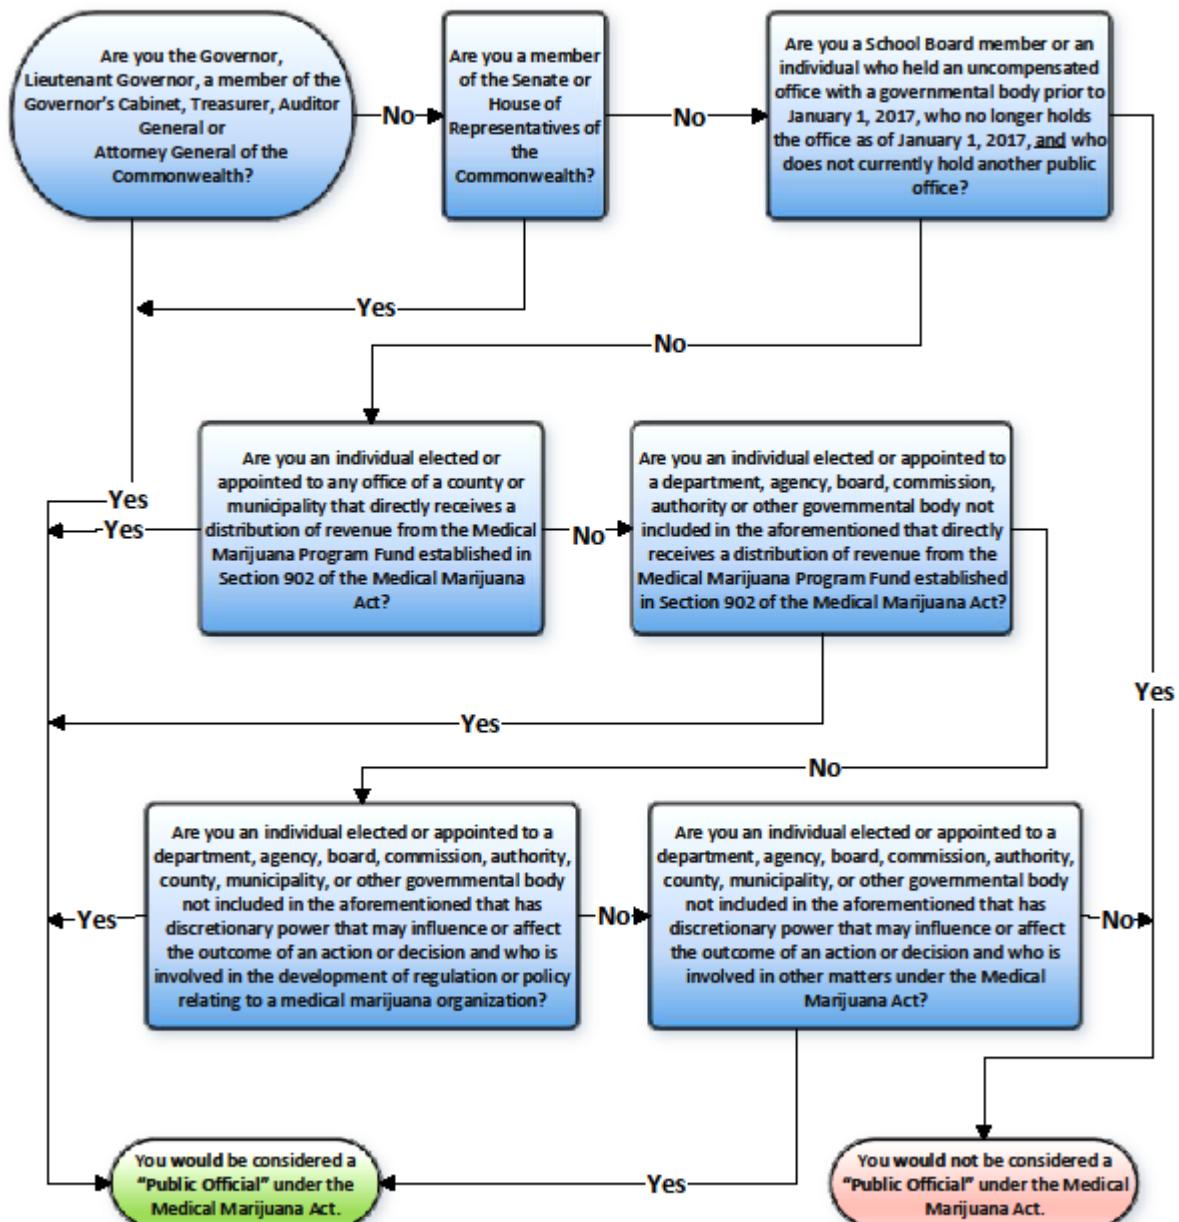 Are you the Governor,
Lieutenant Governor, a member of the
Governor's Cabinet, Treasurer, Auditor
General or
Attorney General of the
Commonwealth?
No
Are you a member
of the Senate or
House of
Representatives of
the
Commonwealth?
No
Are you a School Board member or an
individual who held an uncompensated
office with a governmental body prior to
January 1, 2017, who no longer holds
the office as of January 1, 2017, and who
does not currently hold another public
office?
Yes
No
Yes
Yes
Are you an individual elected or
appointed to any office of a county or
municipality that directly receives a
distribution of revenue from the Medical
Marijuana Program Fund established in
Section 902 of the Medical Marijuana
Act?
No
Are you an individual elected or appointed to
a department, agency, board, commission,
authority or other governmental body not
included in the aforementioned that directly
receives a distribution of revenue from the
Medical Marijuana Program Fund established
in Section 902 of the Medical Marijuana Act?
Yes
Yes
No
Yes
Are you an individual elected or appointed to a
department, agency, board, commission, authority,
county, municipality, or other governmental body
not included in the aforementioned that has
discretionary power that may influence or affect
the outcome of an action or decision and who is
involved in the development of regulation or policy
relating to a medical marijuana organization?
No
Are you an individual elected or appointed to a
department, agency, board, commission, authority,
county, municipality, or other governmental body
not included in the aforementioned that has
discretionary power that may influence or affect
the outcome of an action or decision and who is
involved in other matters under the Medical
Marijuana Act?
No
You would be considered a
"Public Official" under the
Medical Marijuana Act.
Yes
You would not be considered a
"Public Official" under the Medical
Marijuana Act.